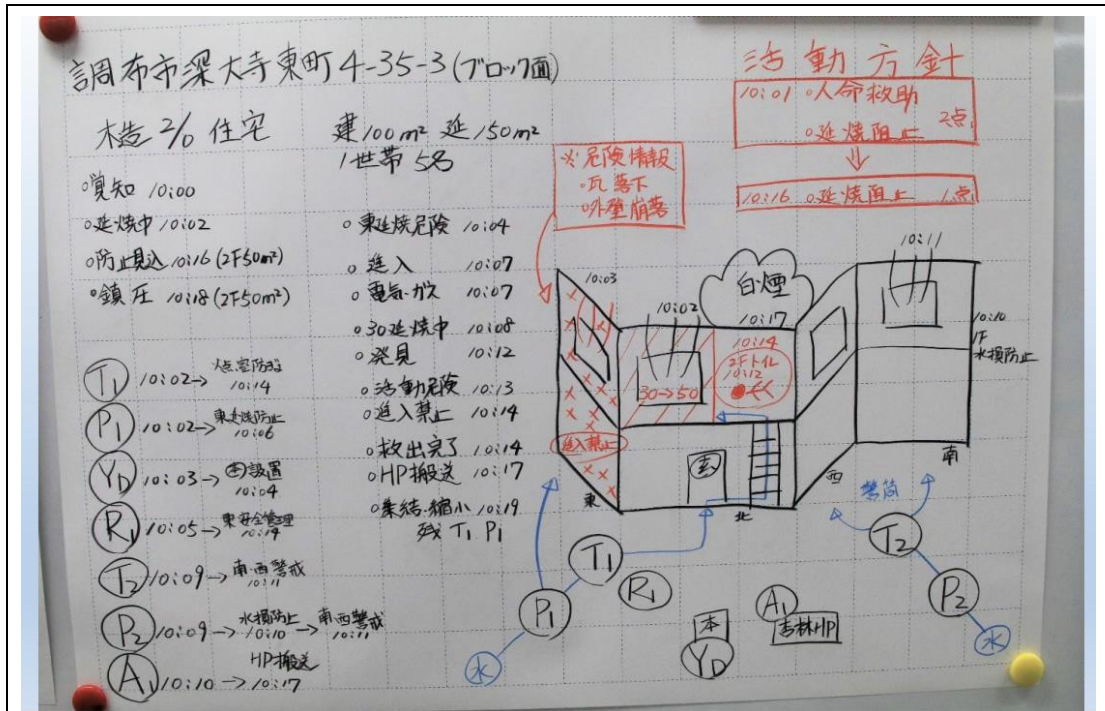 調布市深大寺東町4-35-3(ブロック面)
木造 2/0 住宅 建100m² 延150m²
1世帯 5名
○覚知 10:00
○延焼中 10:02
○防止見込 10:16 (2F50m²)
○鎮圧 10:18 (2F50m²)
○東延焼危険 10:04
○進入 10:07
○電気・ガス 10:07
○30延焼中 10:08
○発見 10:12
○活動危険 10:13
○進入禁止 10:14
○救出完了 10:14
○HP搬送 10:17
○集結・縮小 10:19
残 T1 P1
T1 10:02→
10:14
P1 10:02→ 東延焼防止
10:06
YD 10:03→ 本設置
10:04
R1 10:05→ 東安全管理
10:14
T2 10:09→ 南・西警戒
10:11
P2 10:09→ 水損防止 10:10 → 南西警戒 10:11
A1 10:10→ HP搬送 10:17
活動方針
10:01 ○人命救助
○延焼阻止 2点
⇓
10:16 ○延焼阻止 1点
※危険情報
・瓦落下
○外壁崩落
10:03
10:02
白煙
10:17
10:14
2Fトイレ
10:12
30→50
進入禁止
玄
東
北
西
南
10:11
10:10
1F
水損防止
警筒
T1
R1
P1
水
本
YD
A1
杏林HP
T2
P2
水